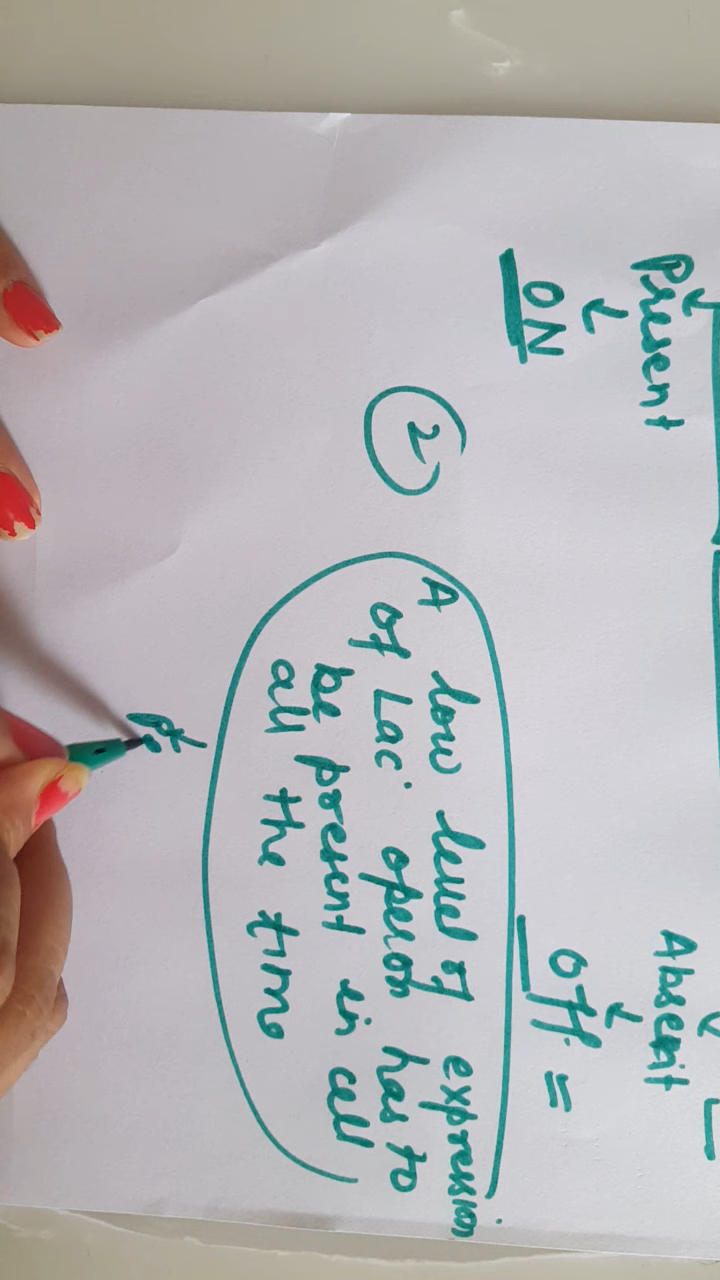 Present
Absent
ON
Off =
2
A low level of expression
of Lac operon has to
be present in cell
all the time